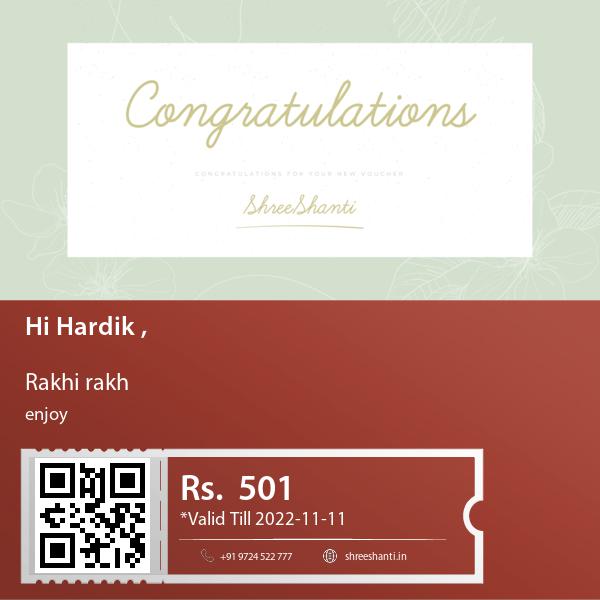 Congratulations
CONGRATULATIONS FOR YOUR NEW VOUCHER
ShreeShanti
Hi Hardik ,
Rakhi rakh
enjoy
Rs. 501
*Valid Till 2022-11-11
+91 9724 522 777
shreeshanti.in